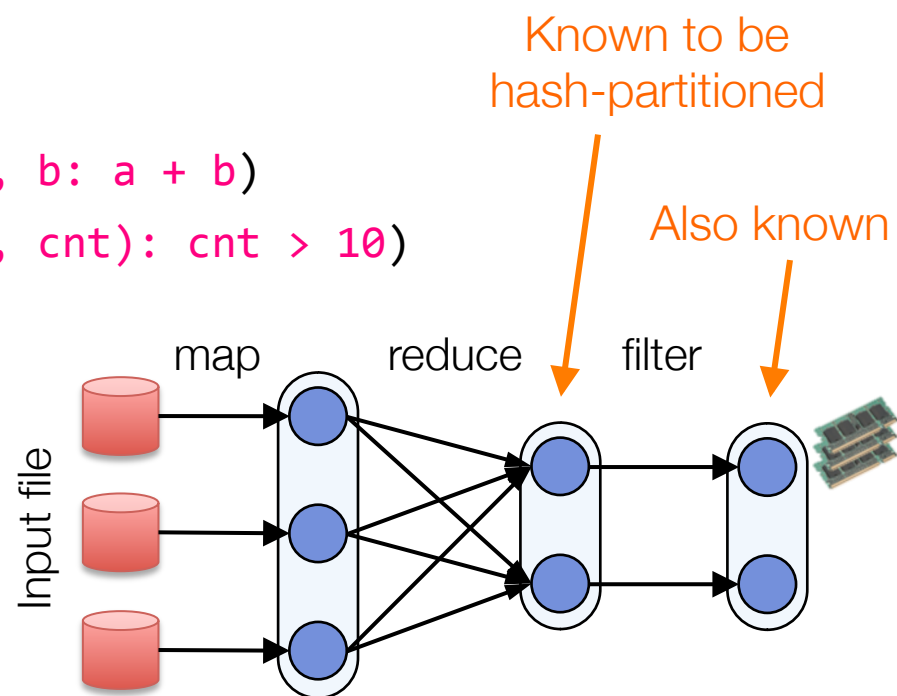 Known to be
hash-partitioned
, b: a + b)
Also known
, cnt): cnt > 10)
map reduce filter
Input file